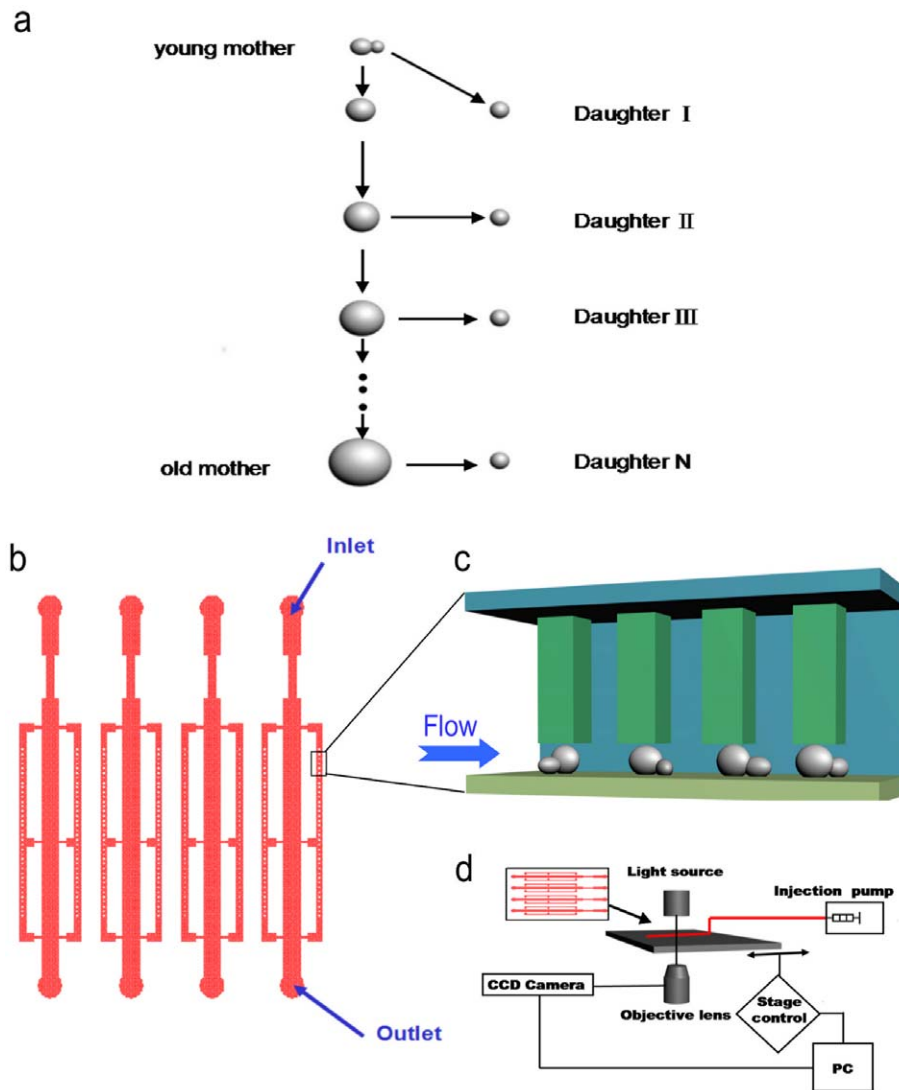 a
young mother
Daughter I
Daughter II
Daughter III
old mother
Daughter N
b
Inlet
Outlet
c
Flow
d
Light source
Injection pump
CCD Camera
Objective lens
Stage
control
PC